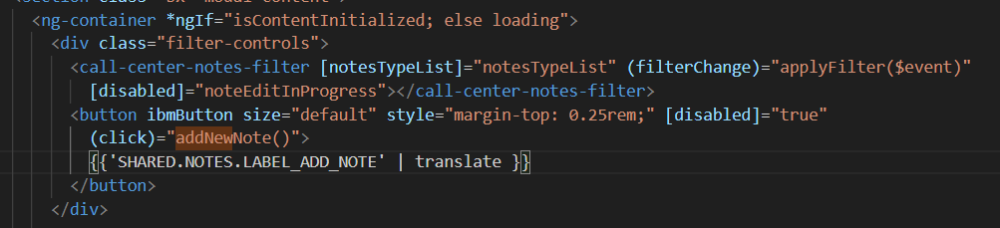 <ng-container *ngIf="isContentInitialized; else loading">
<div class="filter-controls">
<call-center-notes-filter [notesTypeList]="notesTypeList" (filterChange)="applyFilter($event)"
[disabled]="noteEditInProgress"></call-center-notes-filter>
<button ibmButton size="default" style="margin-top: 0.25rem;" [disabled]="true"
(click)="addNewNote()">
{{'SHARED.NOTES.LABEL_ADD_NOTE' | translate }}
</button>
</div>